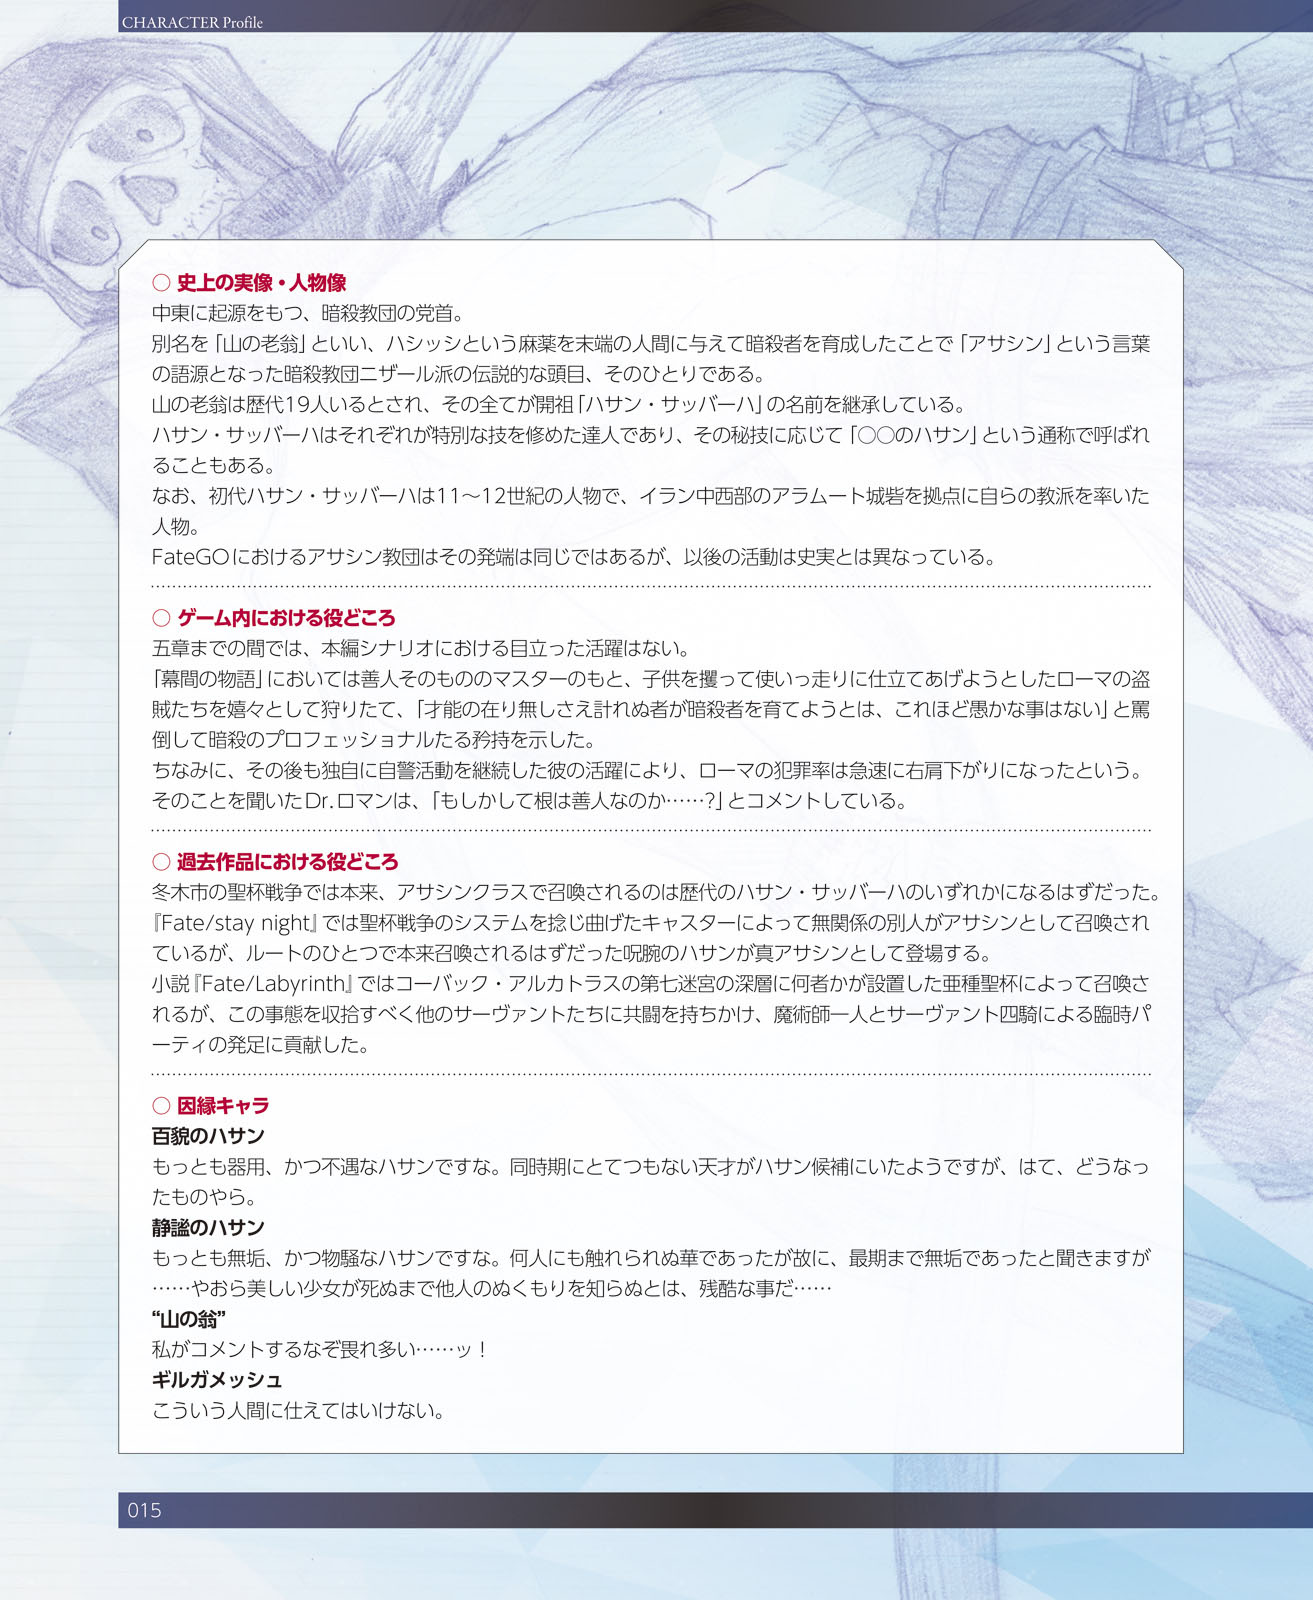 CHARACTER Profile
○ 史上の実像・人物像
中東に起源をもつ、暗殺教団の党首。
別名を「山の老翁」といい、ハシッシという麻薬を末端の人間に与えて暗殺者を育成したことで「アサシン」という言葉
の語源となった暗殺教団ニザール派の伝説的な頭目、そのひとりである。
山の老翁は歴代19人いるとされ、その全てが開祖「ハサン・サッバーハ」の名前を継承している。
ハサン・サッバーハはそれぞれが特別な技を修めた達人であり、その秘技に応じて「○○のハサン」という通称で呼ばれ
ることもある。
なお、初代ハサン・サッバーハは11〜12世紀の人物で、イラン中西部のアラムート城砦を拠点に自らの教派を率いた
人物。
FateGOにおけるアサシン教団はその発端は同じではあるが、以後の活動は史実とは異なっている。
○ ゲーム内における役どころ
五章までの間では、本編シナリオにおける目立った活躍はない。
「幕間の物語」においては善人そのもののマスターのもと、子供を攫って使いっ走りに仕立てあげようとしたローマの盗
賊たちを嬉々として狩りたて、「才能の在り無しさえ計れぬ者が暗殺者を育てようとは、これほど愚かな事はない」と罵
倒して暗殺のプロフェッショナルたる矜持を示した。
ちなみに、その後も独自に自警活動を継続した彼の活躍により、ローマの犯罪率は急速に右肩下がりになったという。
そのことを聞いたDr.ロマンは、「もしかして根は善人なのか……?」とコメントしている。
○ 過去作品における役どころ
冬木市の聖杯戦争では本来、アサシンクラスで召喚されるのは歴代のハサン・サッバーハのいずれかになるはずだった。
『Fate/stay night』では聖杯戦争のシステムを捻じ曲げたキャスターによって無関係の別人がアサシンとして召喚され
ているが、ルートのひとつで本来召喚されるはずだった呪腕のハサンが真アサシンとして登場する。
小説『Fate/Labyrinth』ではコーバック・アルカトラスの第七迷宮の深層に何者かが設置した亜種聖杯によって召喚さ
れるが、この事態を収拾すべく他のサーヴァントたちに共闘を持ちかけ、魔術師一人とサーヴァント四騎による臨時パ
ーティの発足に貢献した。
○ 因縁キャラ
百貌のハサン
もっとも器用、かつ不遇なハサンですな。同時期にとてつもない天才がハサン候補にいたようですが、はて、どうなっ
たものやら。
静謐のハサン
もっとも無垢、かつ物騒なハサンですな。何人にも触れられぬ華であったが故に、最期まで無垢であったと聞きますが
……やおら美しい少女が死ぬまで他人のぬくもりを知らぬとは、残酷な事だ……
“山の翁”
私がコメントするなぞ畏れ多い……ッ！
ギルガメッシュ
こういう人間に仕えてはいけない。
015